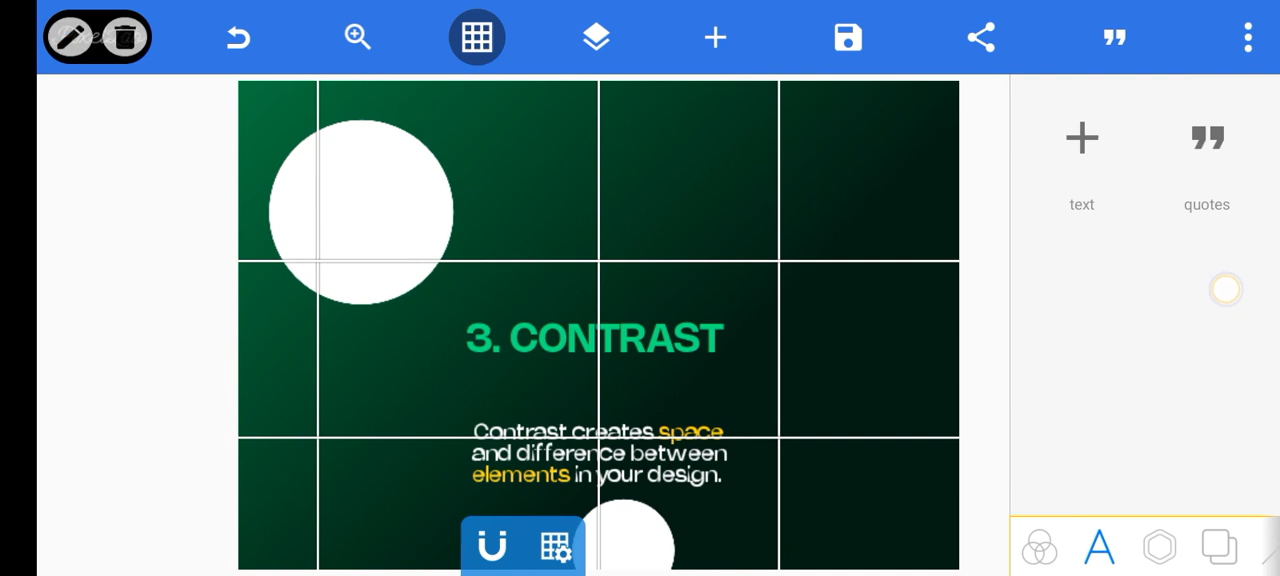 text
quotes
3. CONTRAST
Contrast creates space
and difference between
elements in your design.